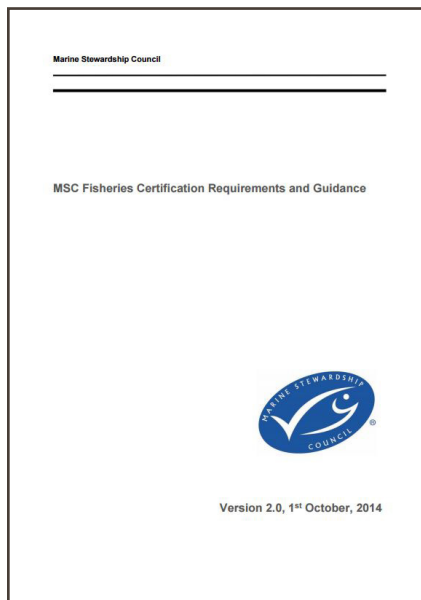 Marine Stewardship Council
MSC Fisheries Certification Requirements and Guidance
MARINE STEWARDSHIP
COUNCIL
®
Version 2.0, 1st October, 2014